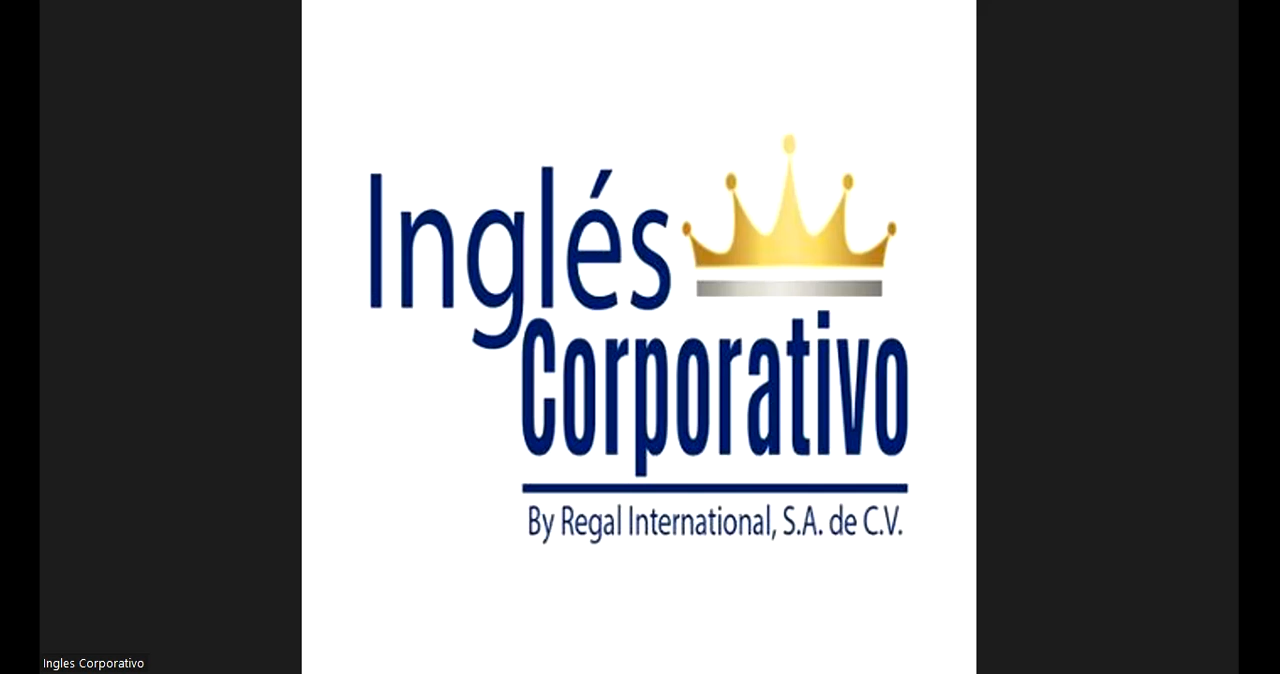 Inglés
Corporativo
By Regal International, S.A. de C.V.
Ingles Corporativo